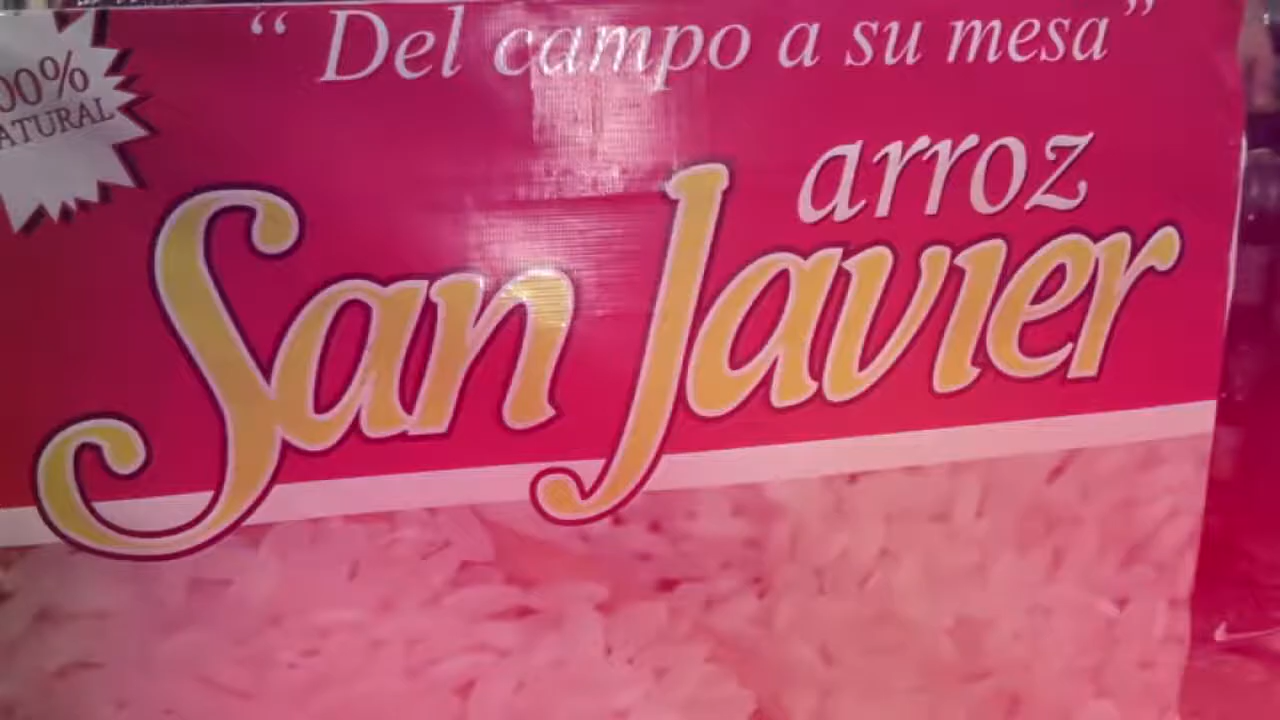 “ Del campo a su mesa”
00%
ATURAL
arroz
San Javier